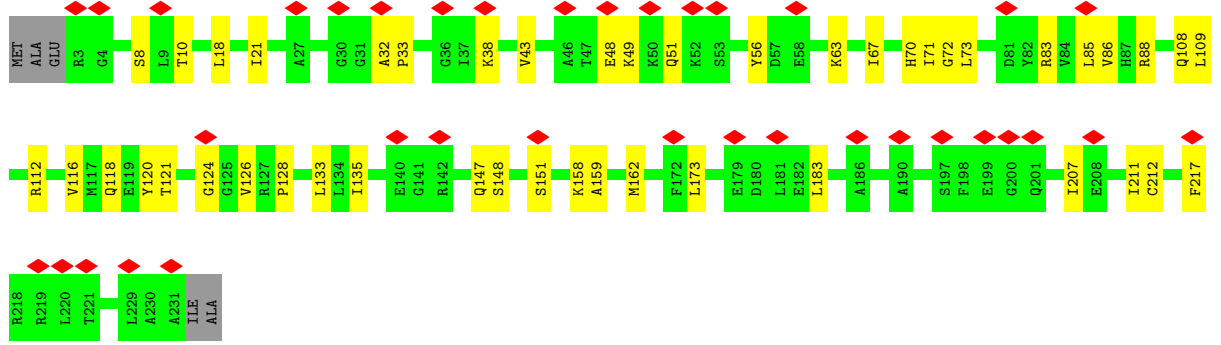 MET ALA GLU R3 G4 S8 L9 T10 L18 I21 A27 G30 G31 A32 P33 G36 I37 K38 V43 A46 T47 E48 K49 K50 Q51 K52 S53 Y56 D57 E58 K63 I67 H70 I71 G72 L73 D81 Y82 R83 V84 L85 V86 H87 R88 Q108 L109
R112 V116 M117 Q118 E119 Y120 T121 G124 G125 V126 R127 P128 L133 L134 I135 E140 G141 R142 Q147 S148 S151 K158 A159 M162 F172 L173 E179 D180 L181 E182 L183 A186 A190 S197 F198 E199 G200 Q201 I207 E208 I211 C212 F217
R218 R219 L220 T221 L229 A230 A231 ILE ALA